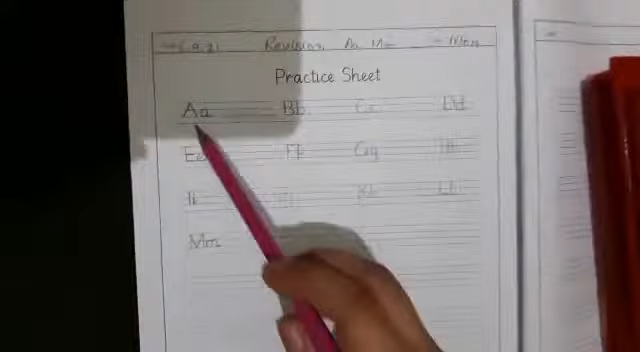 Revision Aa Mm
Practice Sheet
Aa Bb Cc Dd
Ee Ff Gg Hh
Ii Kk Ll
Mm